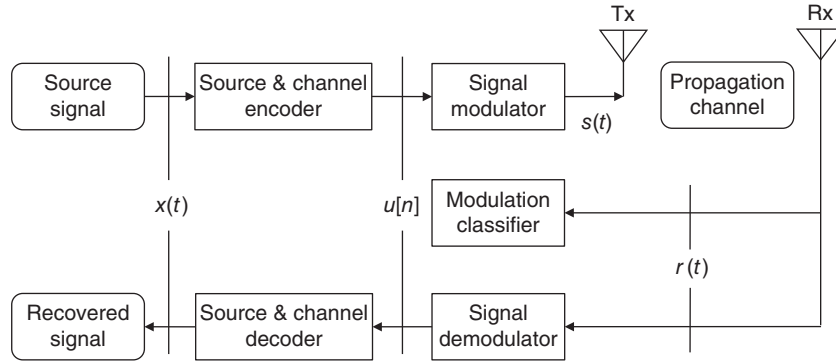 Tx
Rx
Source
signal
Source & channel
encoder
Signal
modulator
s(t)
Propagation
channel
x(t)
u[n]
Modulation
classifier
r(t)
Recovered
signal
Source & channel
decoder
Signal
demodulator